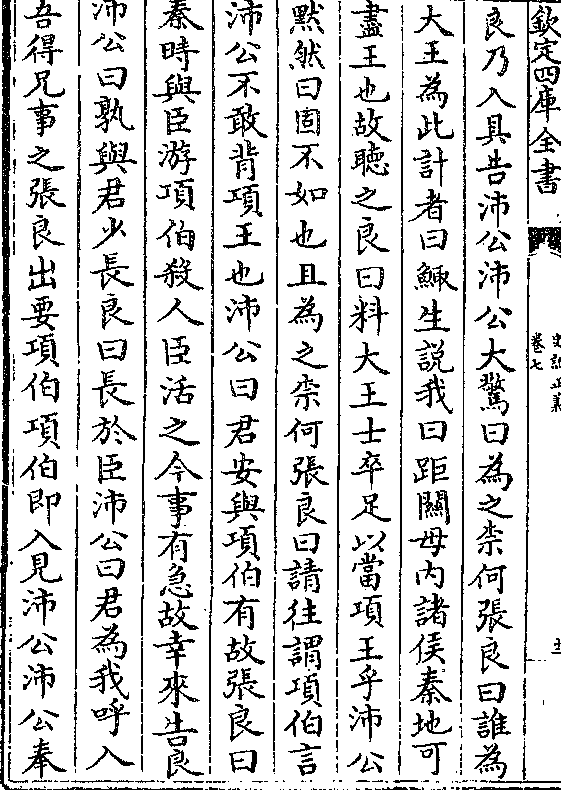 欽定四庫全書
史記正義
卷七
良乃入具告沛公沛公大驚曰為之柰何張良曰誰為
大王為此計者曰鯫生說我曰距關毋内諸侯秦地可
盡王也故聴之良曰料大王士卒足以當項王乎沛公
黙然曰固不如也且為之柰何張良曰請往謂項伯言
沛公不敢背項王也沛公曰君安與項伯有故張良曰
秦時與臣游項伯殺人臣活之今事有急故幸來告良
沛公曰孰與君少長良曰長於臣沛公曰君為我呼入
吾得兄事之張良出要項伯項伯即入見沛公沛公奉